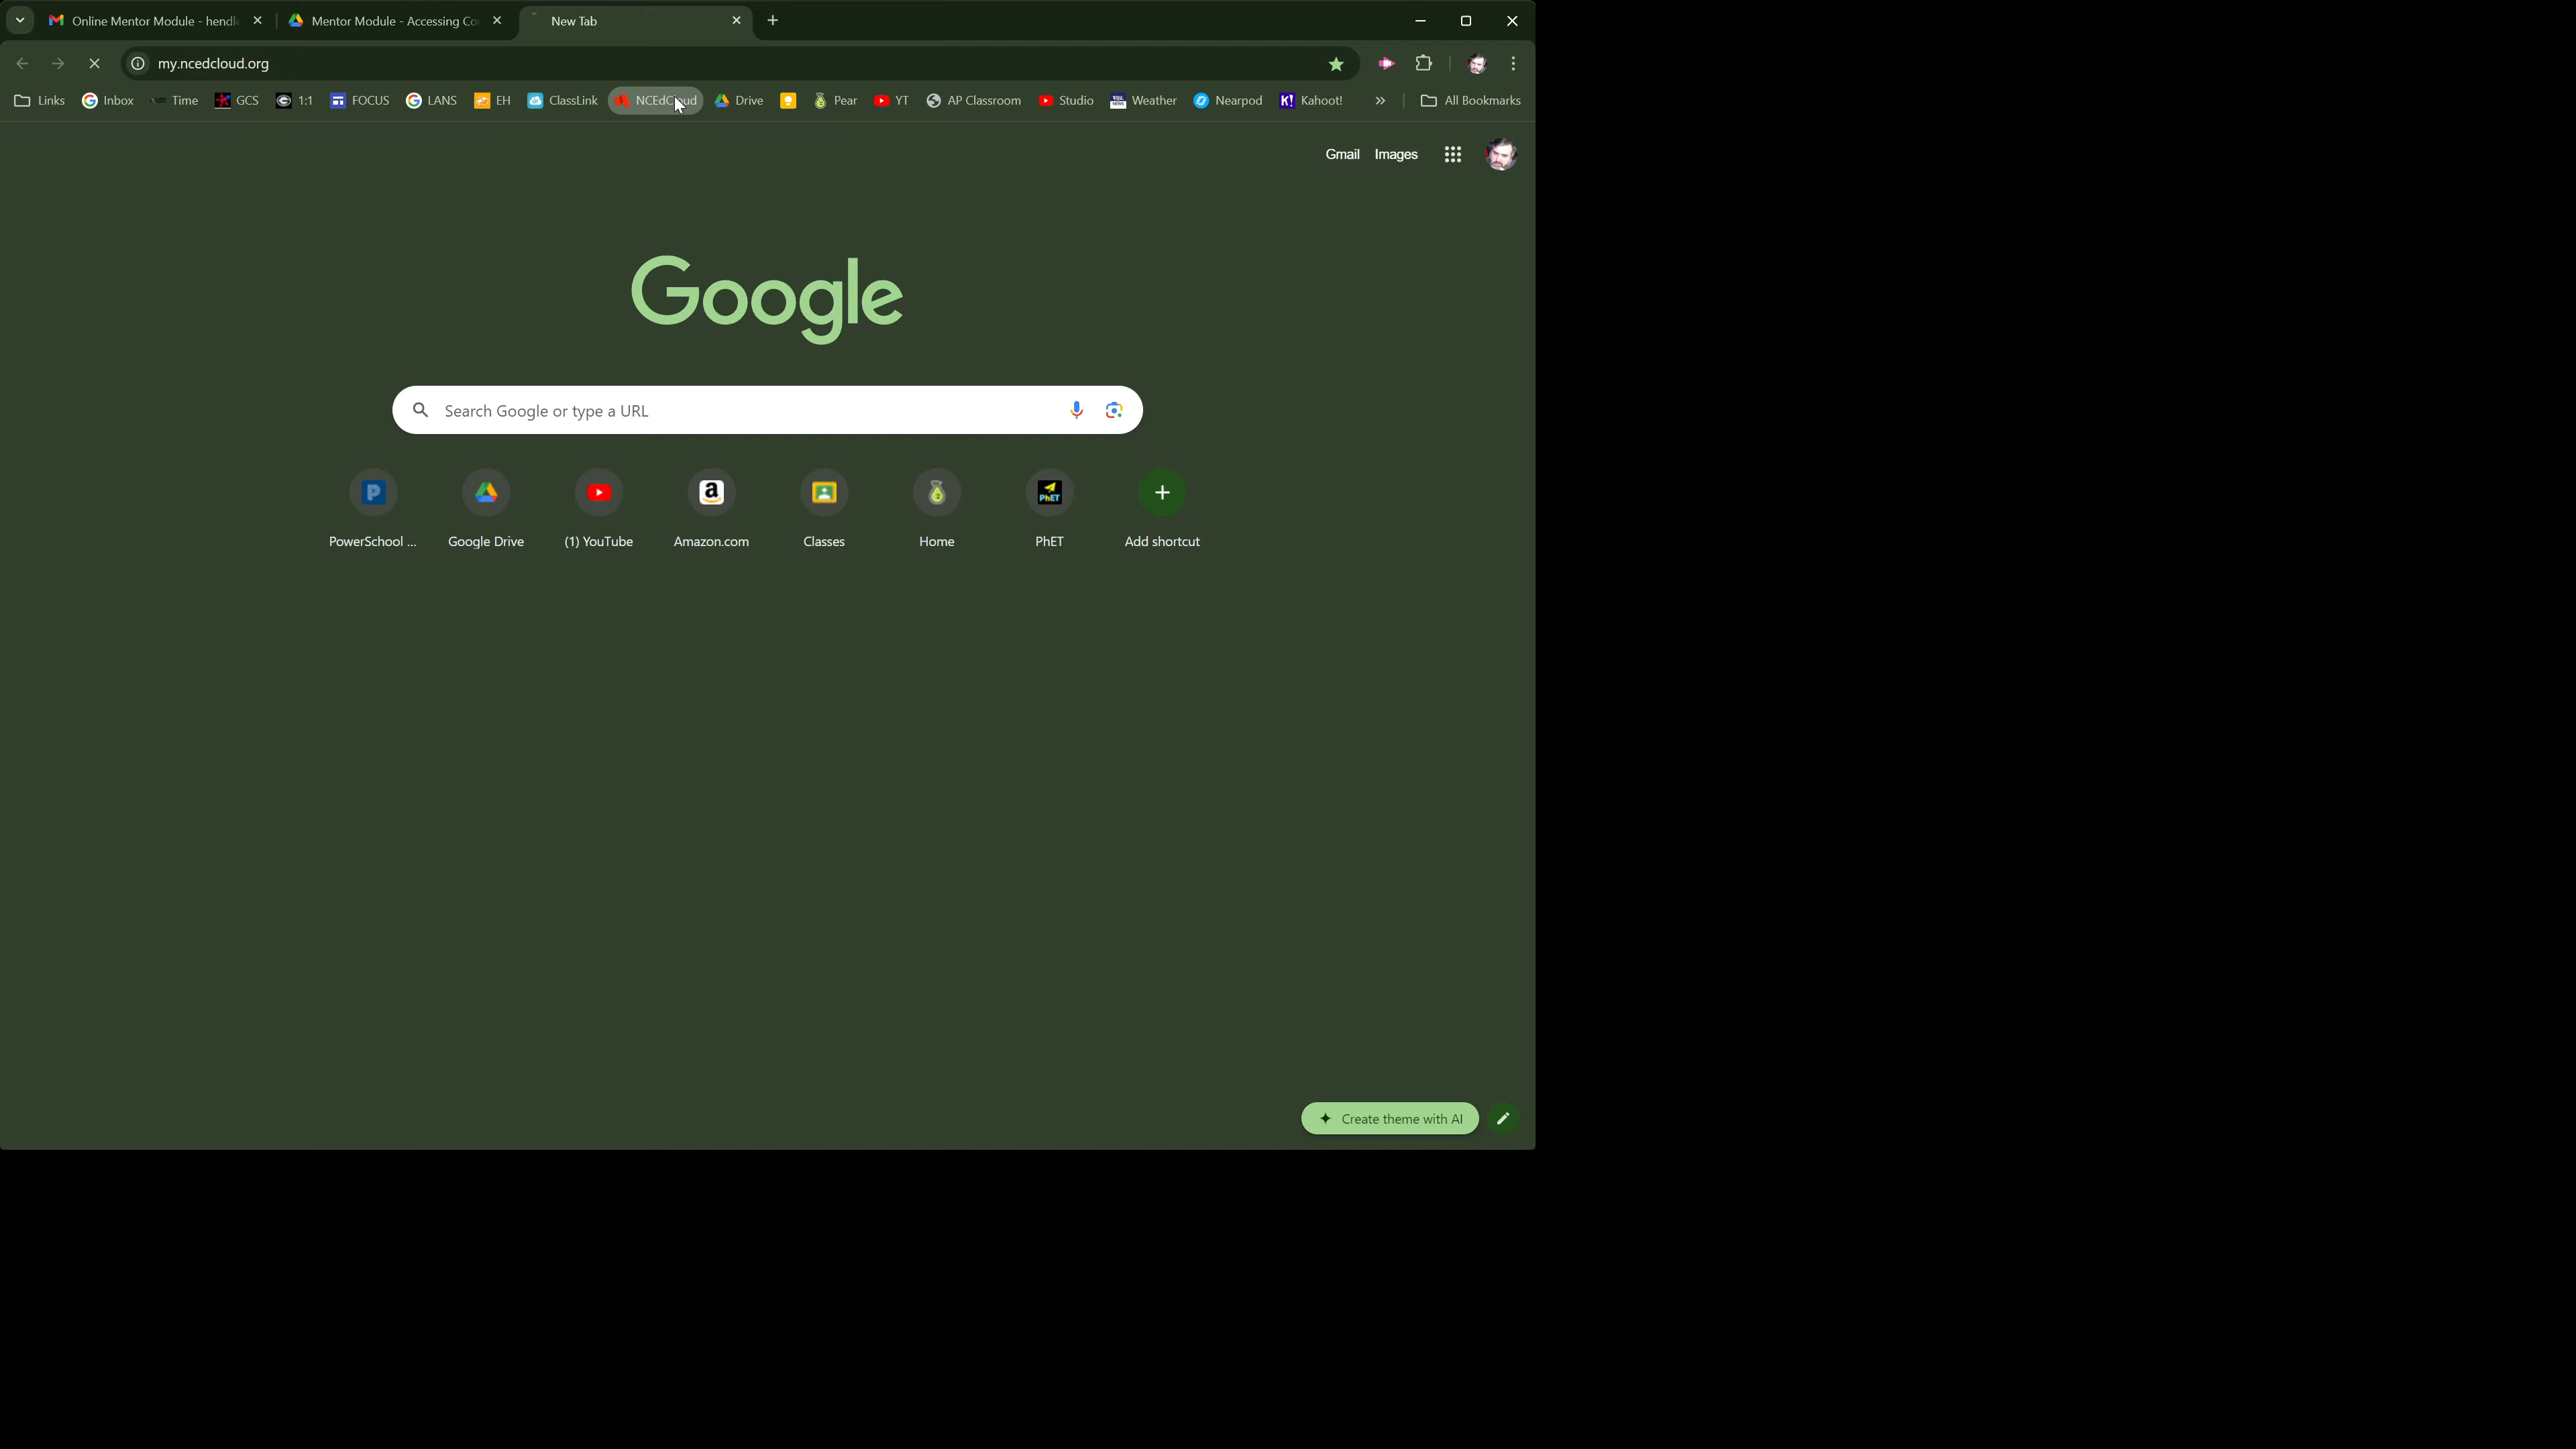 Online Mentor Module - hendl
Mentor Module - Accessing Co
New Tab
my.ncedcloud.org
Links
Inbox
Time
GCS
1:1
FOCUS
LANS
EH
ClassLink
NCEdCloud
Drive
Pear
YT
AP Classroom
Studio
Weather
Nearpod
K! Kahoot!
All Bookmarks
Gmail Images
Google
Search Google or type a URL
PowerSchool ...
Google Drive
(1) YouTube
Amazon.com
Classes
Home
PhET
PhET
Add shortcut
Create theme with AI